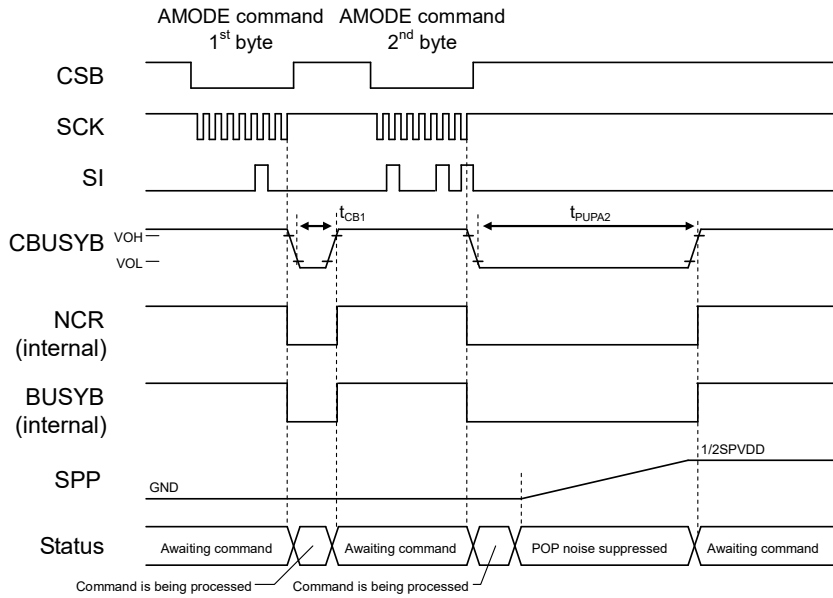 AMODE command
1st byte
AMODE command
2nd byte
CSB
SCK
SI
tCB1
tPUPA2
CBUSYB
VOH
VOL
NCR
(internal)
BUSYB
(internal)
SPP
GND
1/2SPVDD
Status
Awaiting command
Awaiting command
POP noise suppressed
Awaiting command
Command is being processed
Command is being processed